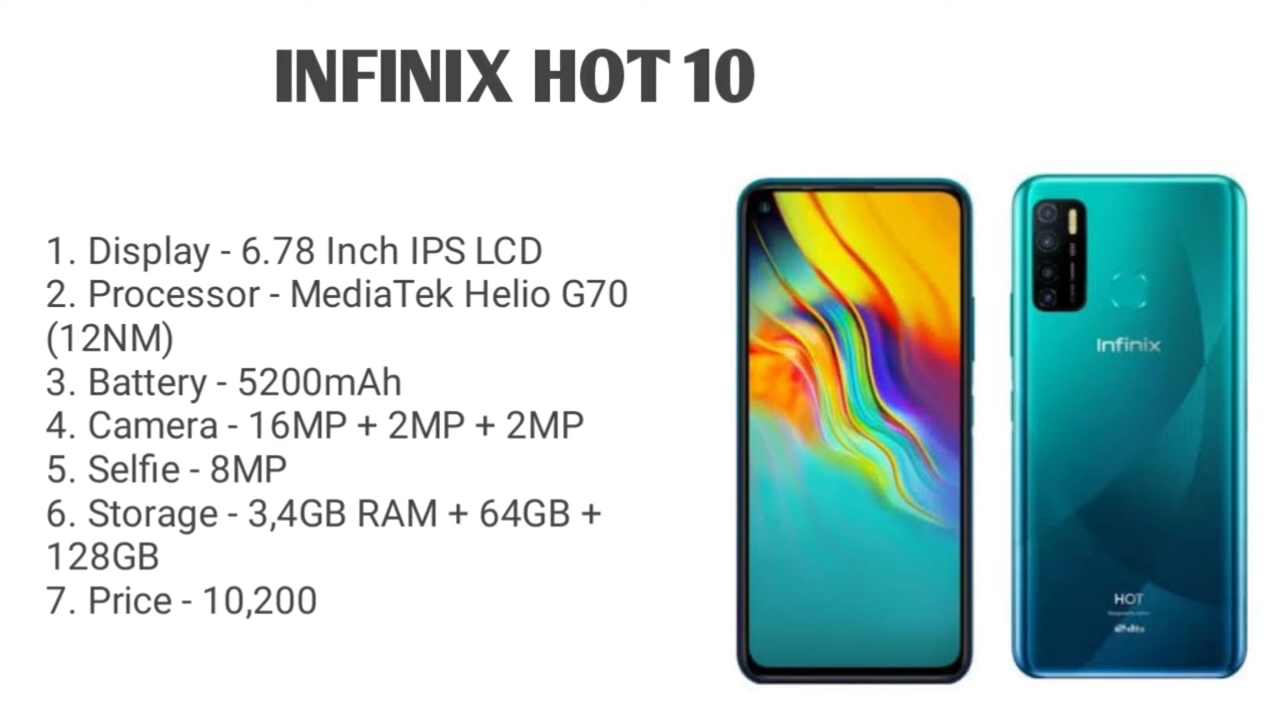 INFINIX HOT 10
1. Display - 6.78 Inch IPS LCD
2. Processor - MediaTek Helio G70
(12NM)
3. Battery - 5200mAh
4. Camera - 16MP + 2MP + 2MP
5. Selfie - 8MP
6. Storage - 3,4GB RAM + 64GB +
128GB
7. Price - 10,200
Infinix
HOT
dts